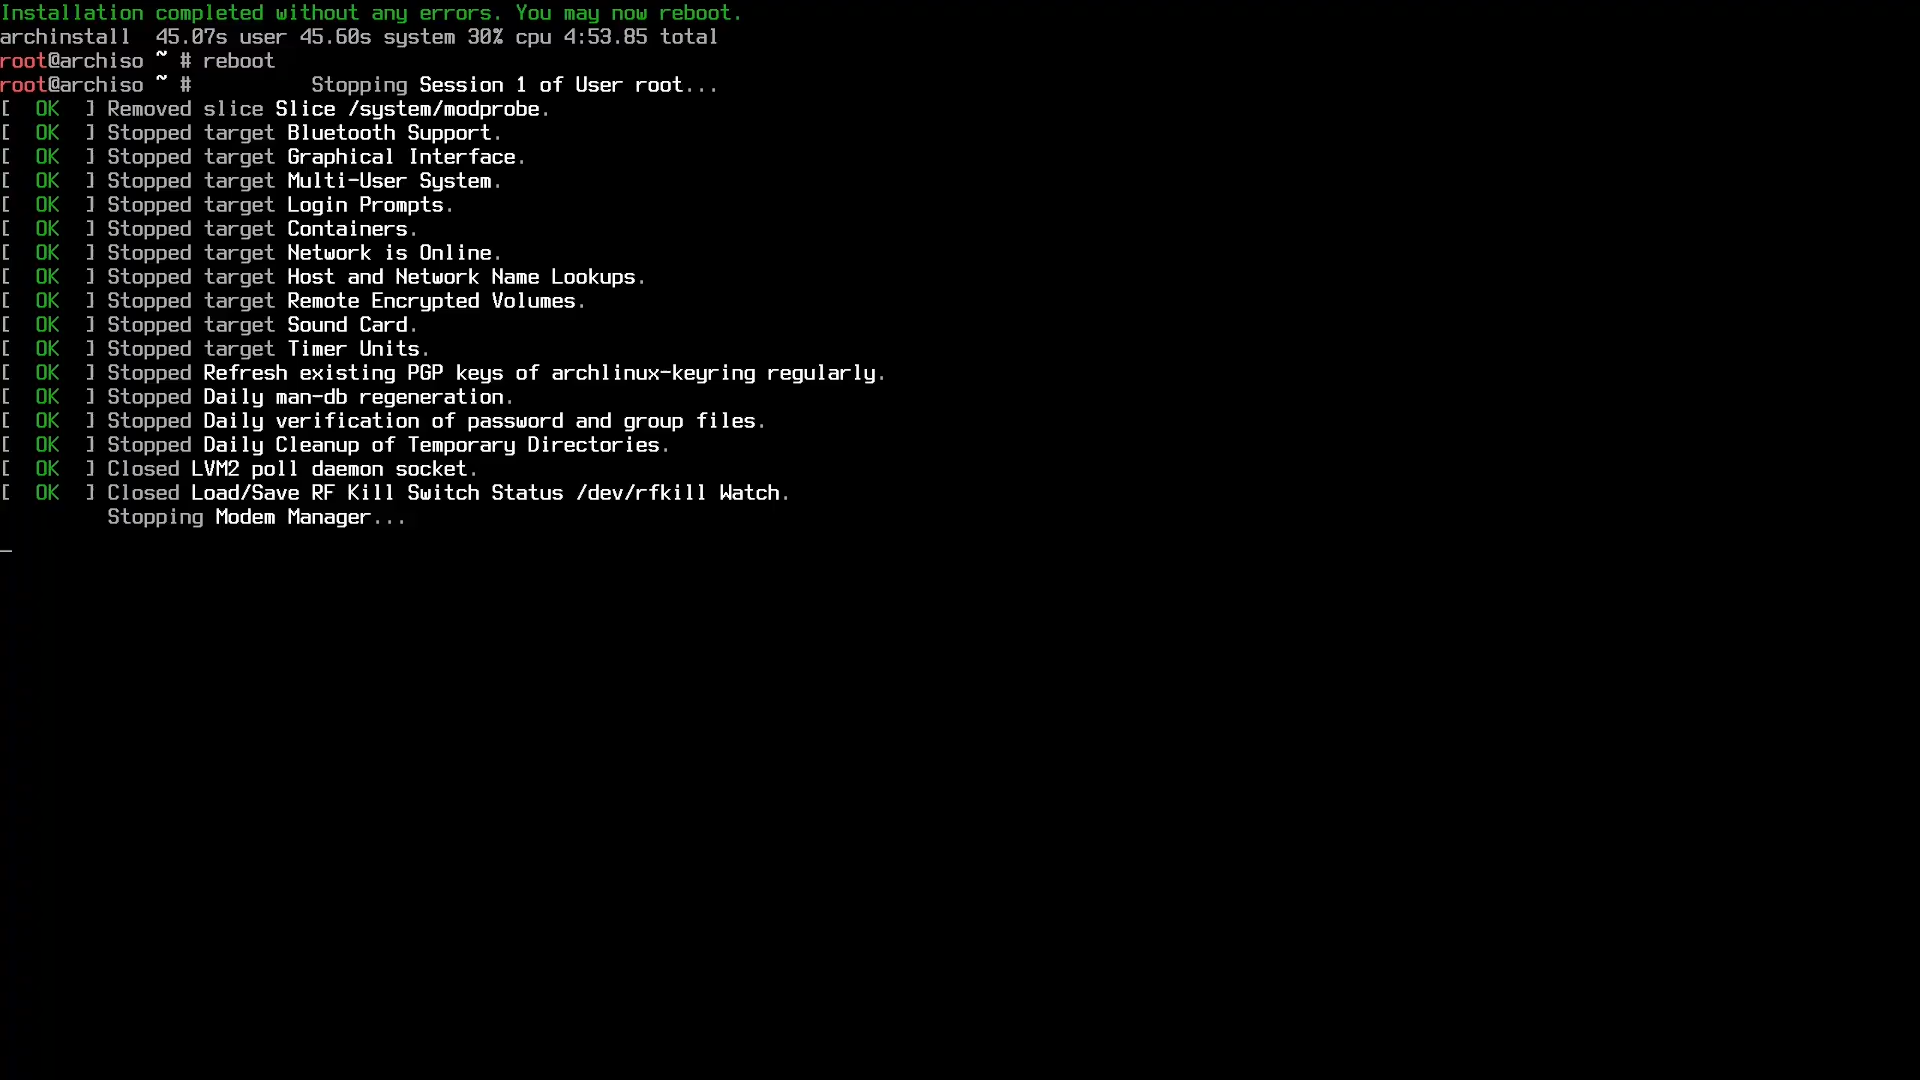 Installation completed without any errors. You may now reboot.
archinstall  45.07s user 45.60s system 30% cpu 4:53.85 total
root@archiso ~ # reboot
root@archiso ~ #          Stopping Session 1 of User root...
[  OK  ] Removed slice Slice /system/modprobe.
[  OK  ] Stopped target Bluetooth Support.
[  OK  ] Stopped target Graphical Interface.
[  OK  ] Stopped target Multi-User System.
[  OK  ] Stopped target Login Prompts.
[  OK  ] Stopped target Containers.
[  OK  ] Stopped target Network is Online.
[  OK  ] Stopped target Host and Network Name Lookups.
[  OK  ] Stopped target Remote Encrypted Volumes.
[  OK  ] Stopped target Sound Card.
[  OK  ] Stopped target Timer Units.
[  OK  ] Stopped Refresh existing PGP keys of archlinux-keyring regularly.
[  OK  ] Stopped Daily man-db regeneration.
[  OK  ] Stopped Daily verification of password and group files.
[  OK  ] Stopped Daily Cleanup of Temporary Directories.
[  OK  ] Closed LVM2 poll daemon socket.
[  OK  ] Closed Load/Save RF Kill Switch Status /dev/rfkill Watch.
         Stopping Modem Manager...
_